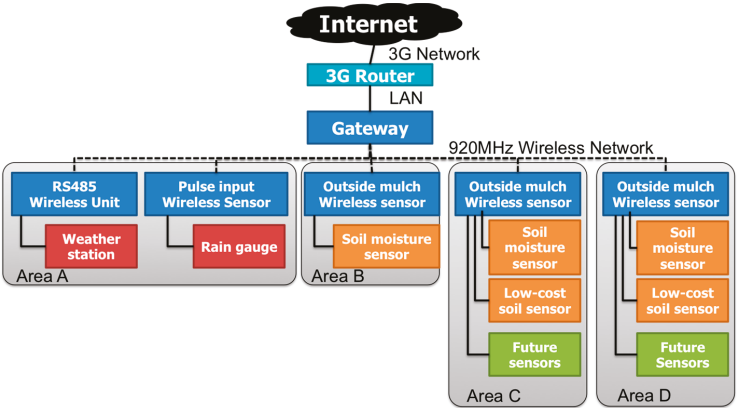 Internet
3G Network
3G Router
LAN
Gateway
920MHz Wireless Network
RS485
Wireless Unit
Pulse input
Wireless Sensor
Outside mulch
Wireless sensor
Outside mulch
Wireless sensor
Outside mulch
Wireless sensor
Weather
station
Rain gauge
Soil moisture
sensor
Soil
moisture
sensor
Soil
moisture
sensor
Area A
Area B
Low-cost
soil sensor
Low-cost
soil sensor
Future
sensors
Future
Sensors
Area C
Area D